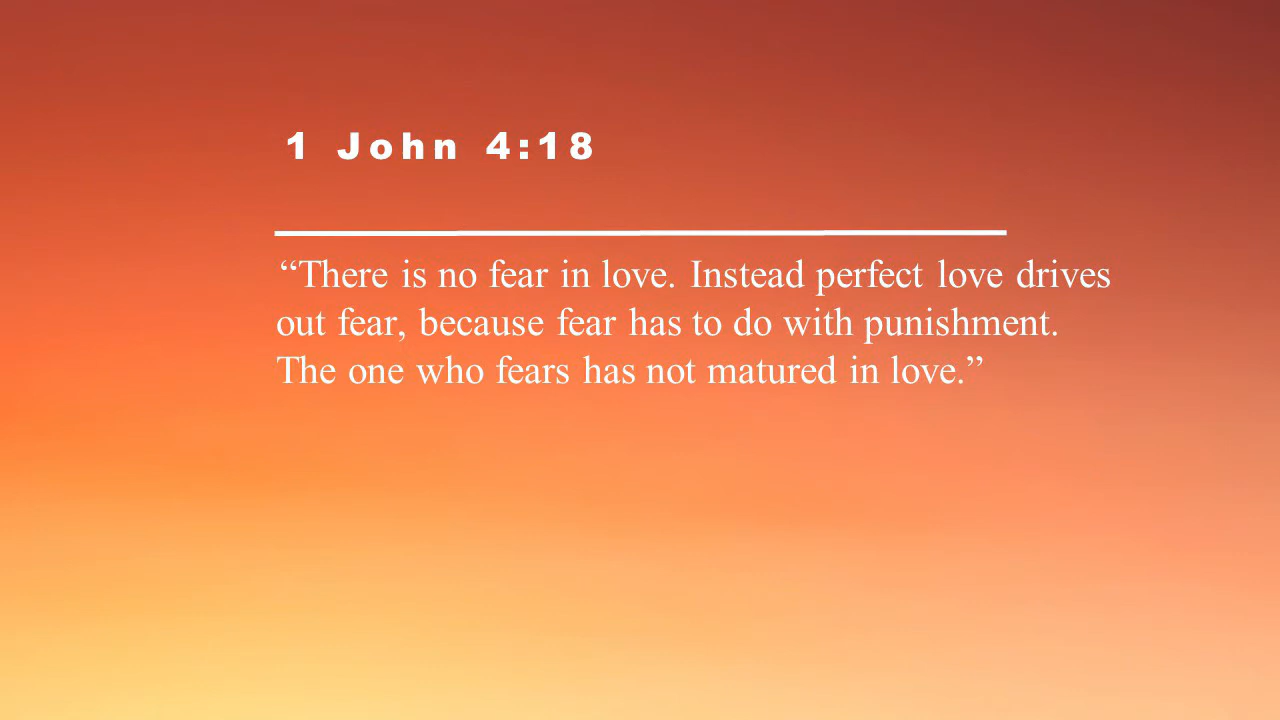 1 John 4:18
“There is no fear in love. Instead perfect love drives
out fear, because fear has to do with punishment.
The one who fears has not matured in love.”